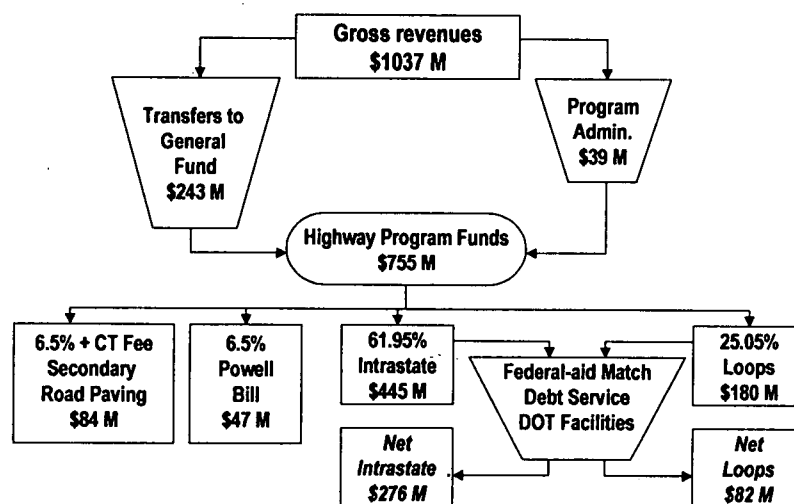 Gross revenues
$1037 M
Transfers to
General
Fund
$243 M
Program
Admin.
$39 M
Highway Program Funds
$755 M
6.5% + CT Fee
Secondary
Road Paving
$84 M
6.5%
Powell
Bill
$47 M
61.95%
Intrastate
$445 M
Federal-aid Match
Debt Service
DOT Facilities
25.05%
Loops
$180 M
Net
Intrastate
$276 M
Net
Loops
$82 M